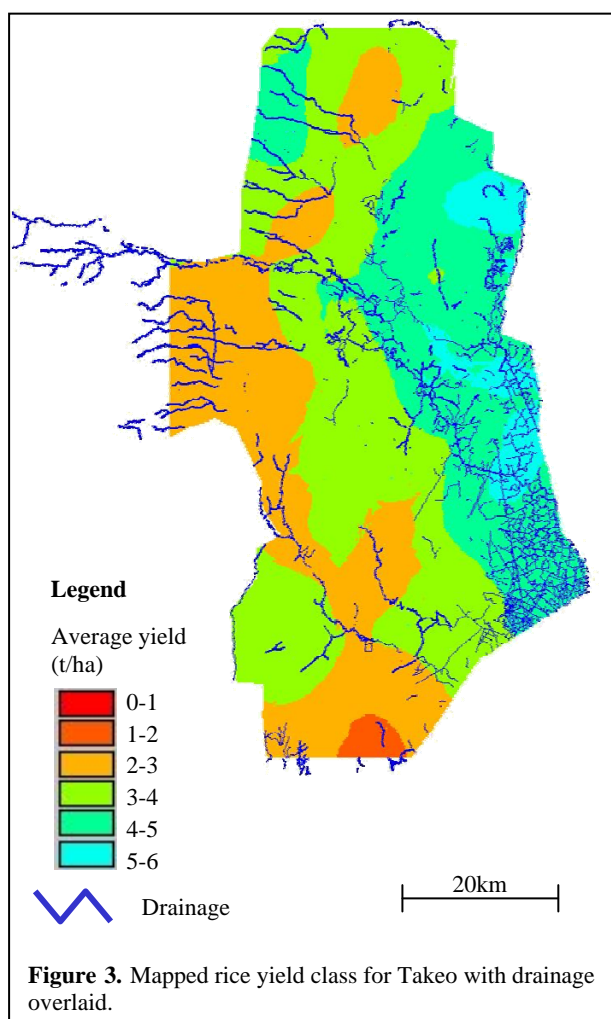 Legend
Average yield
(t/ha)
0-1
1-2
2-3
3-4
4-5
5-6
Drainage
20km
Figure 3. Mapped rice yield class for Takeo with drainage
overlaid.